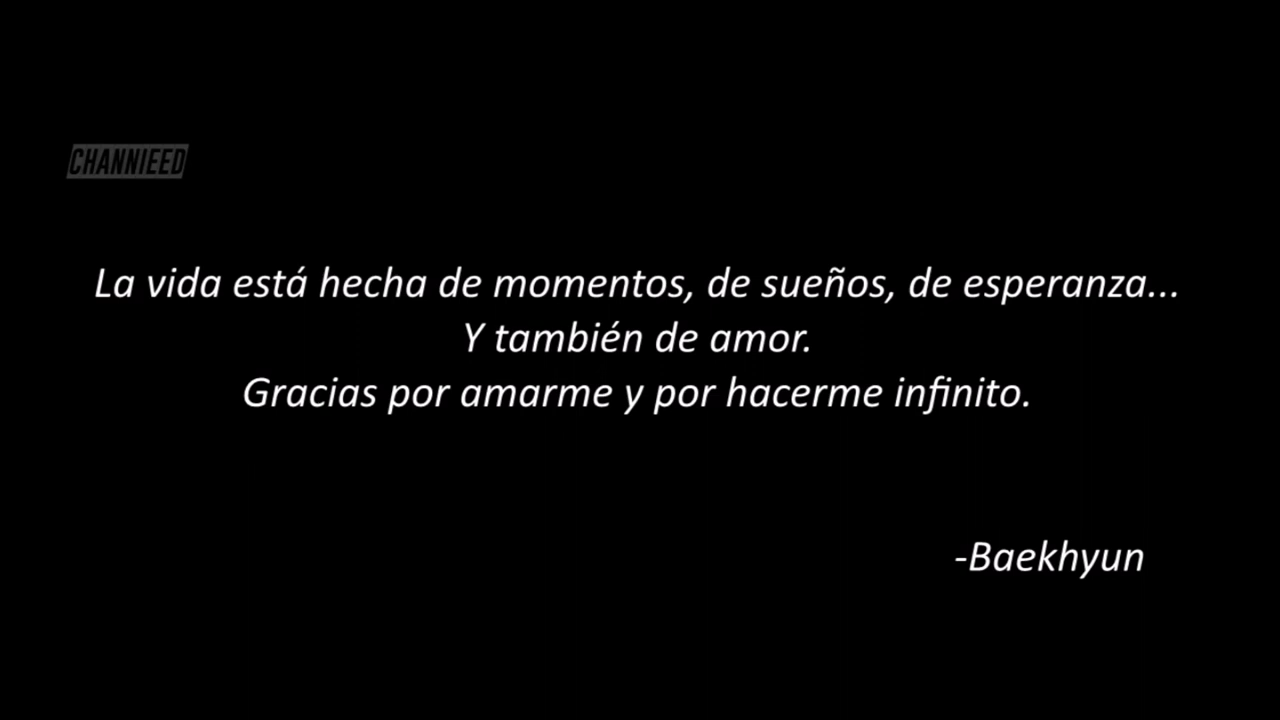 CHANNIEED
La vida está hecha de momentos, de sueños, de esperanza...
Y también de amor.
Gracias por amarme y por hacerme infinito.
-Baekhyun